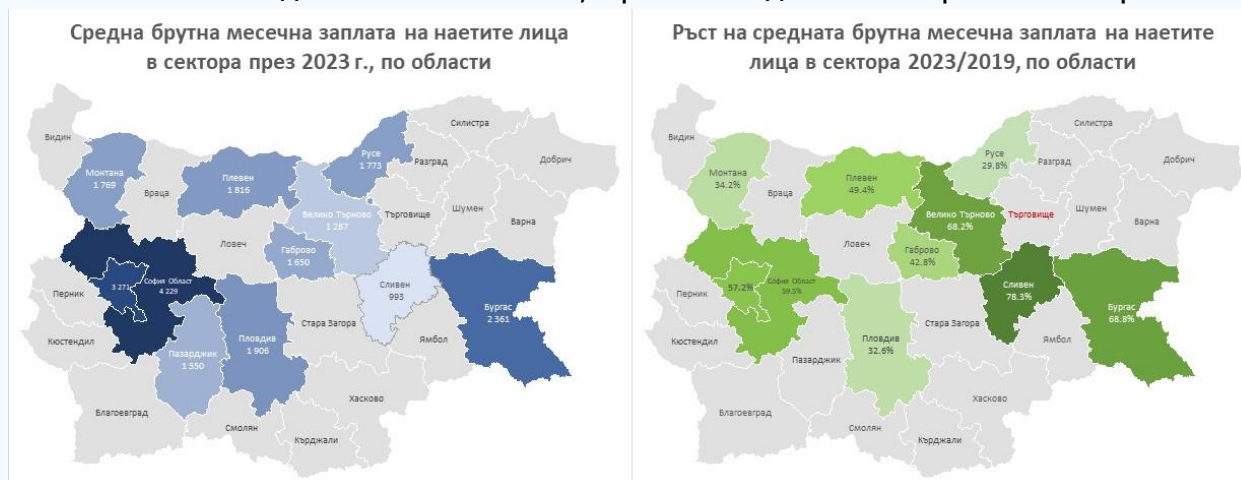 Средна брутна месечна заплата на наетите лица
в сектора през 2023 г., по области
Видин
Монтана
1 769
Враца
Плевен
1 816
Русе
1 773
Силистра
Разград
Добрич
Шумен
Търговище
Варна
Велико Търново
1 287
Ловеч
Габрово
1 650
София Област
4 229
3 271
Перник
Кюстендил
Сливен
993
Бургас
2 361
Стара Загора
Ямбол
Пловдив
1 906
Пазарджик
1 550
Благоевград
Смолян
Хасково
Кърджали
Ръст на средната брутна месечна заплата на наетите
лица в сектора 2023/2019, по области
Видин
Монтана
34.2%
Враца
Плевен
49.4%
Русе
29.8%
Силистра
Разград
Добрич
Шумен
Търговище
Варна
Велико Търново
68.2%
Ловеч
Габрово
42.8%
София Област
59.5%
57.2%
Перник
Кюстендил
Сливен
78.3%
Бургас
68.8%
Стара Загора
Ямбол
Пловдив
32.6%
Пазарджик
Благоевград
Смолян
Хасково
Кърджали